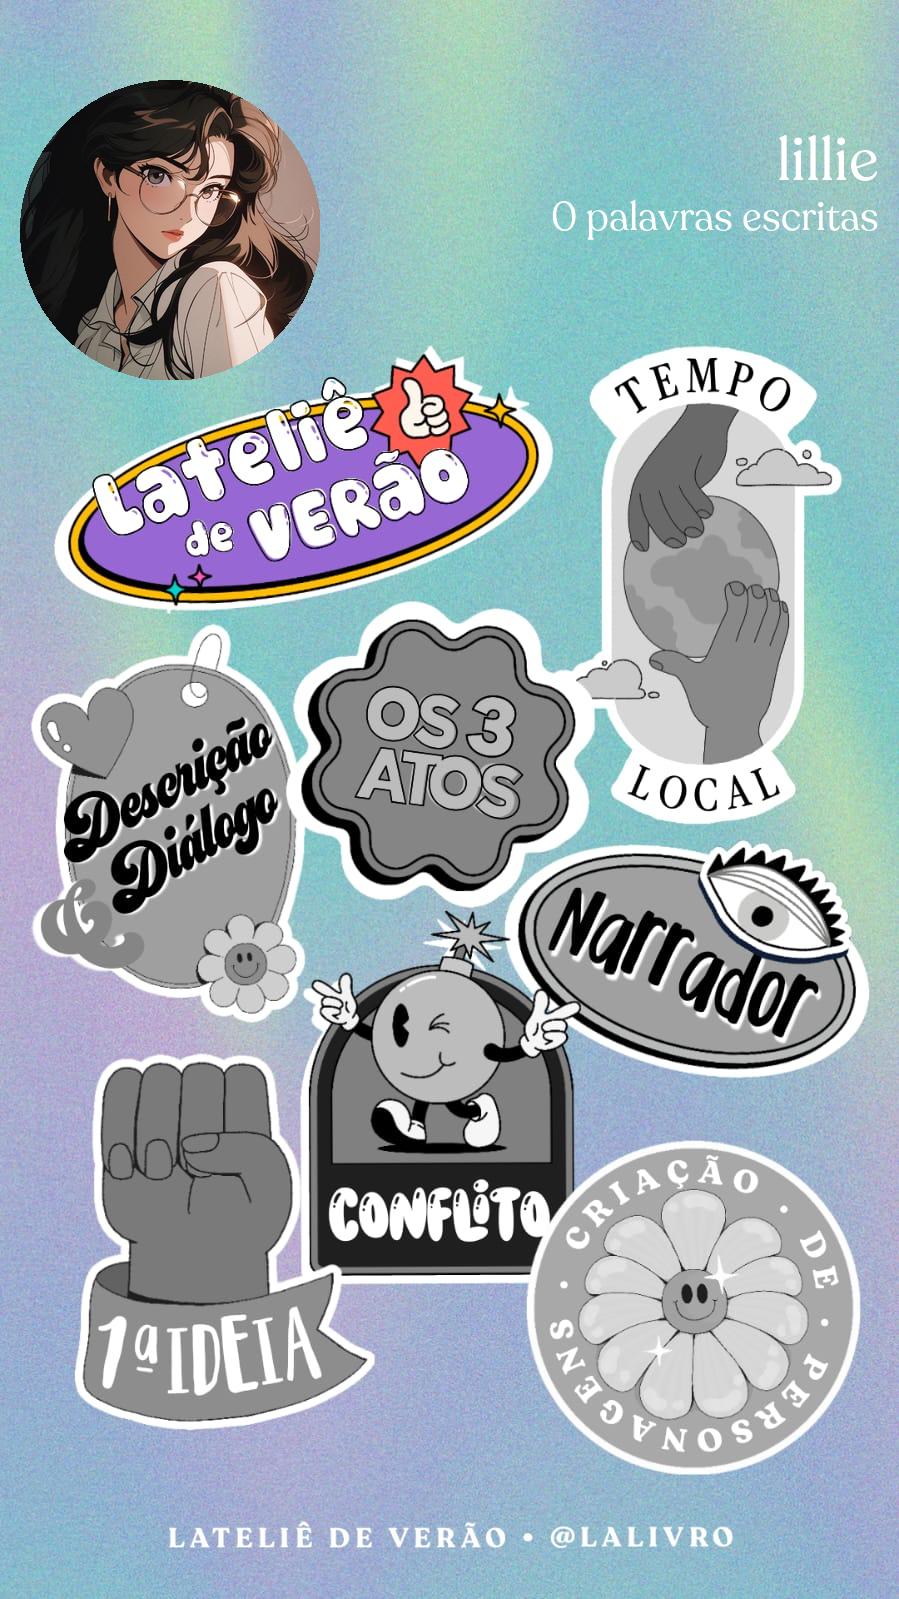 lillie
0 palavras escritas
Lateliê
de VERÃO
TEMPO
LOCAL
Descrição
&
Diálogo
OS 3
ATOS
Narrador
CONFLITO
1ª IDEIA
CRIAÇÃO · DE · PERSONAGENS ·
LATELIÊ DE VERÃO • @LALIVRO